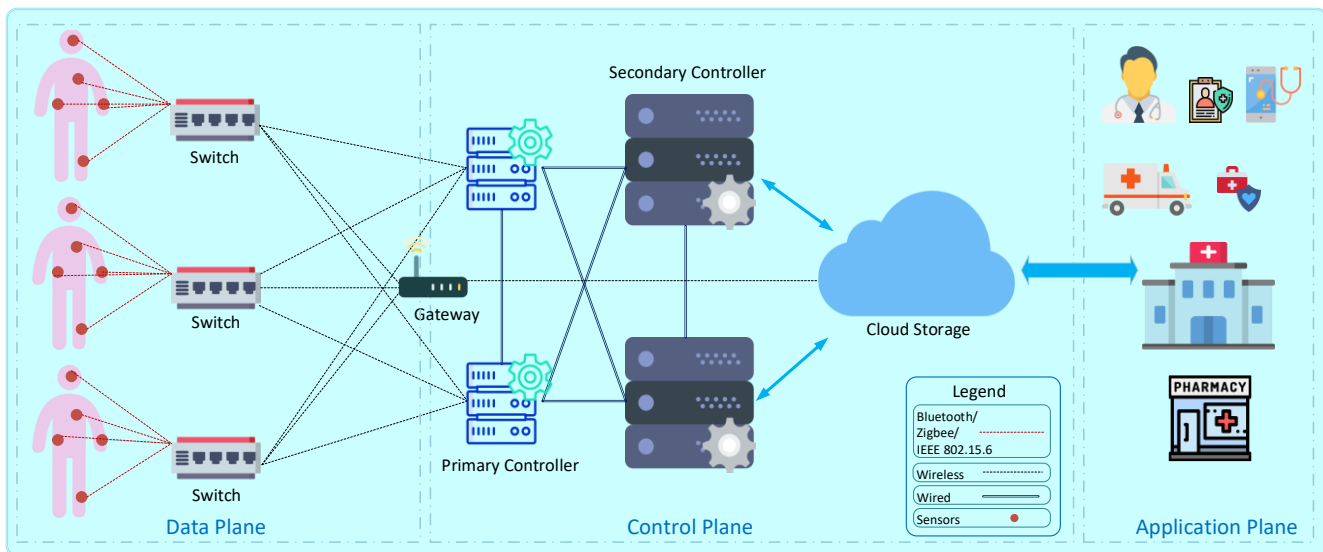 Secondary Controller
Switch
Switch
Gateway
Cloud Storage
Primary Controller
Switch
Legend
Bluetooth/
Zigbee/
IEEE 802.15.6
Wireless
Wired
Sensors
PHARMACY
Data Plane
Control Plane
Application Plane